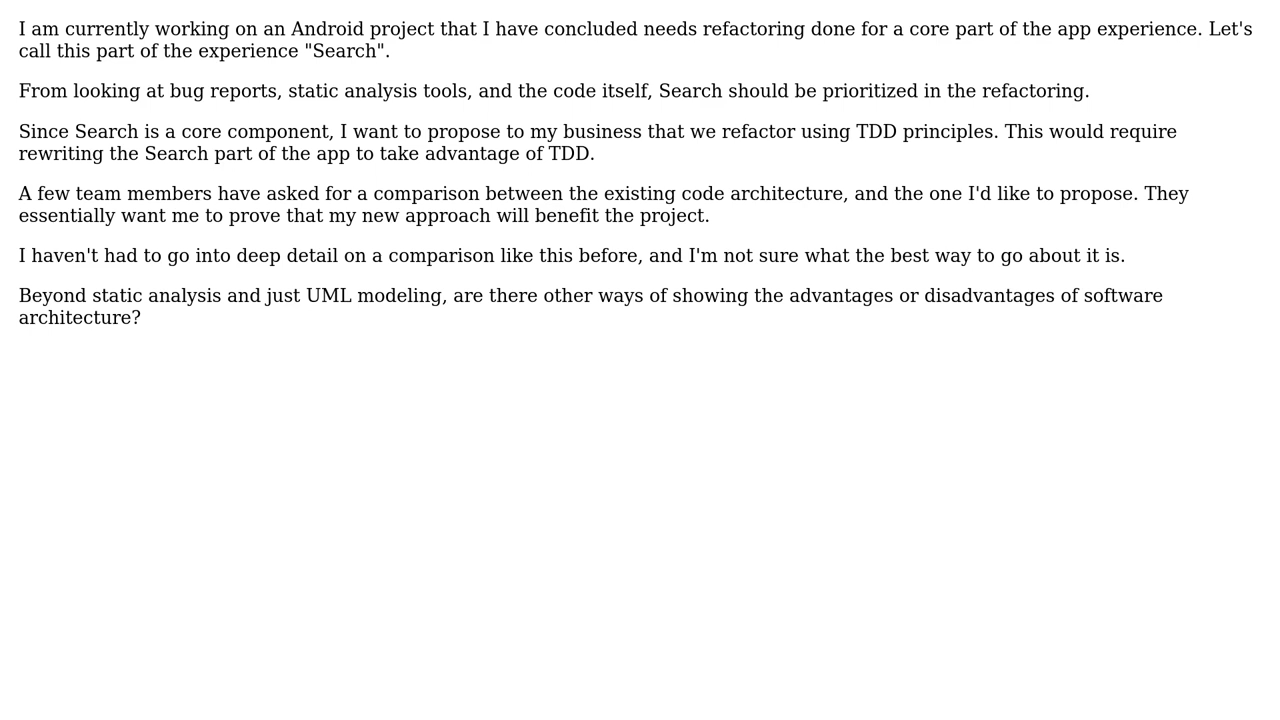 I am currently working on an Android project that I have concluded needs refactoring done for a core part of the app experience. Let's
call this part of the experience "Search".
From looking at bug reports, static analysis tools, and the code itself, Search should be prioritized in the refactoring.
Since Search is a core component, I want to propose to my business that we refactor using TDD principles. This would require
rewriting the Search part of the app to take advantage of TDD.
A few team members have asked for a comparison between the existing code architecture, and the one I'd like to propose. They
essentially want me to prove that my new approach will benefit the project.
I haven't had to go into deep detail on a comparison like this before, and I'm not sure what the best way to go about it is.
Beyond static analysis and just UML modeling, are there other ways of showing the advantages or disadvantages of software
architecture?